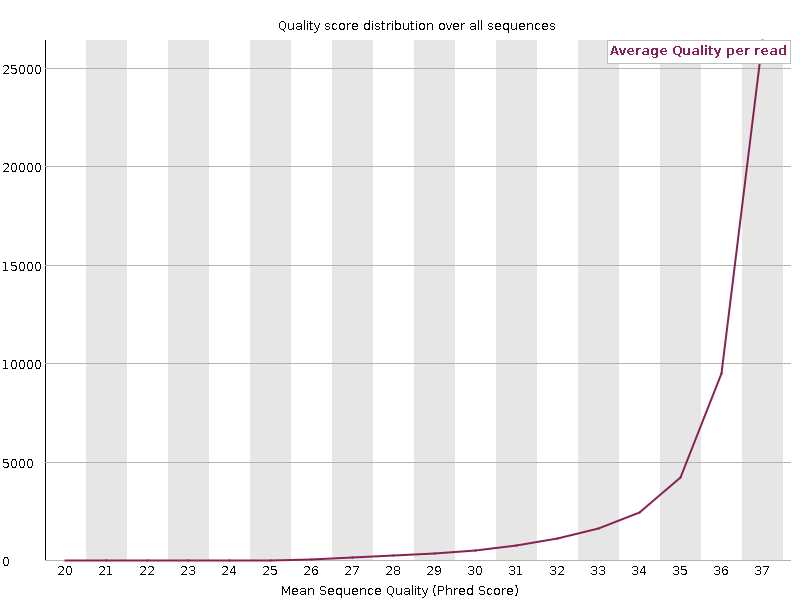 Quality score distribution over all sequences
Average Quality per read
25000
20000
15000
10000
5000
0
20 21 22 23 24 25 26 27 28 29 30 31 32 33 34 35 36 37
Mean Sequence Quality (Phred Score)